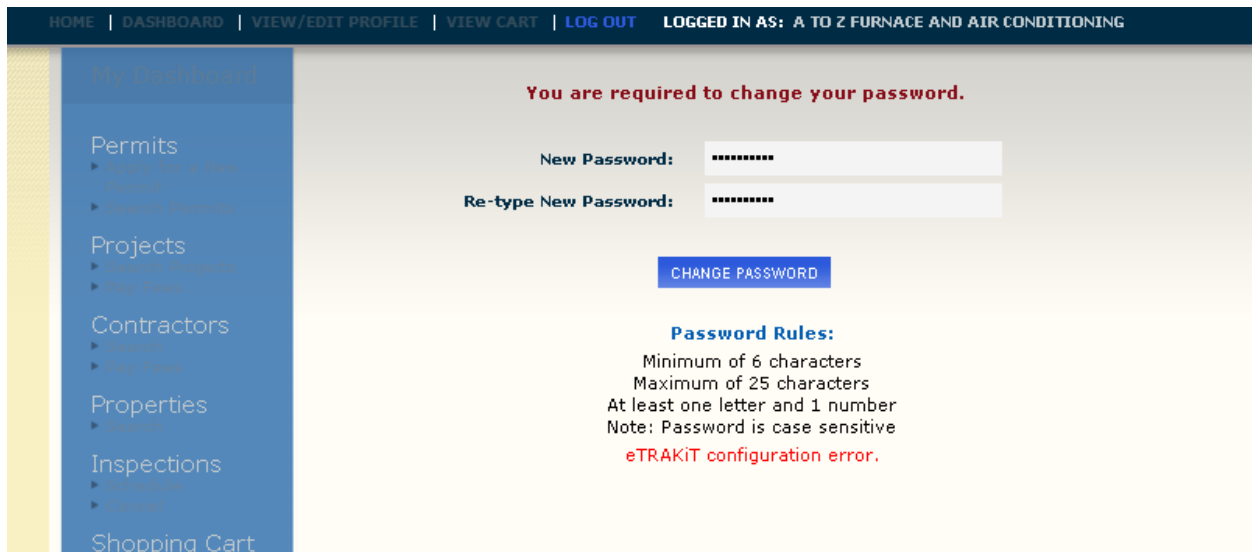 HOME | DASHBOARD | VIEW/EDIT PROFILE | VIEW CART | LOG OUT LOGGED IN AS: A TO Z FURNACE AND AIR CONDITIONING
My Dashboard
You are required to change your password.
Permits
New Password: ••••••••••
Re-type New Password: ••••••••••
Projects
CHANGE PASSWORD
Contractors
Password Rules:
Minimum of 6 characters
Maximum of 25 characters
Properties
At least one letter and 1 number
Note: Password is case sensitive
eTRAKiT configuration error.
Inspections
Shopping Cart